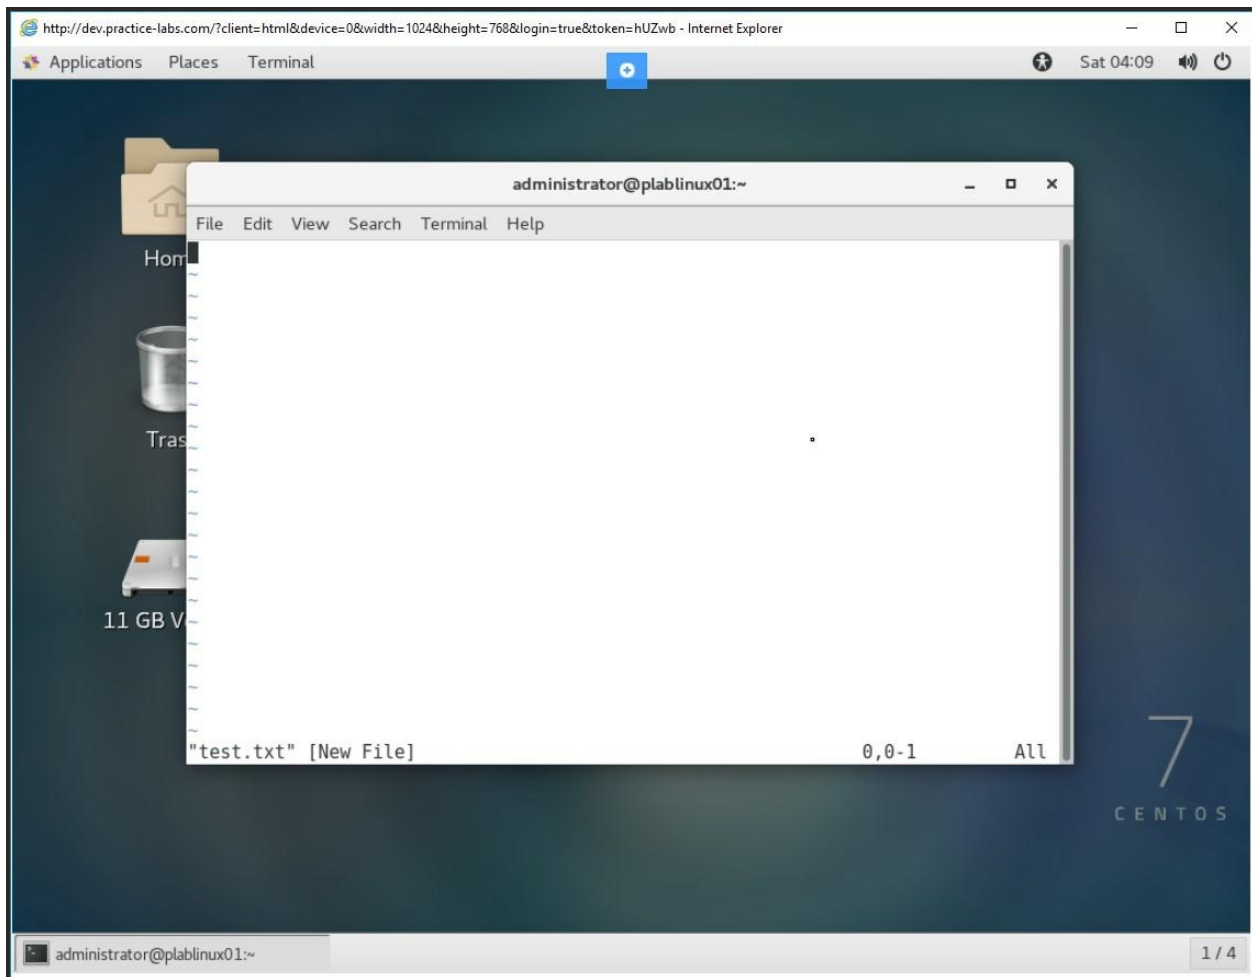 http://dev.practice-labs.com/?client=html&device=0&width=1024&height=768&login=true&token=hUZwb - Internet Explorer
Applications Places Terminal Sat 04:09
administrator@plablinux01:~
File Edit View Search Terminal Help
Hom
~
~
~
~
~
~
~
~
Tras
~
~
~
~
~
~
~
~
11 GB V
~
~
~
~
~
~
"test.txt" [New File] 0,0-1 All
7
CENTOS
administrator@plablinux01:~ 1 / 4